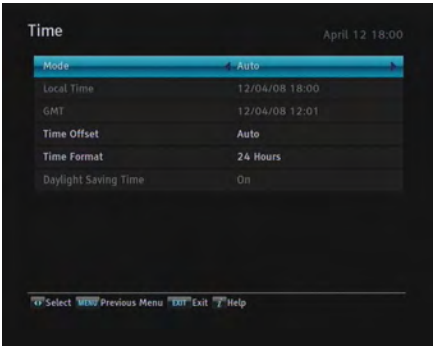 Time April 12 18:00
Mode Auto
Local Time 12/04/08 18:00
GMT 12/04/08 12:01
Time Offset Auto
Time Format 24 Hours
Daylight Saving Time On
Select MENU Previous Menu EXIT Exit ? Help